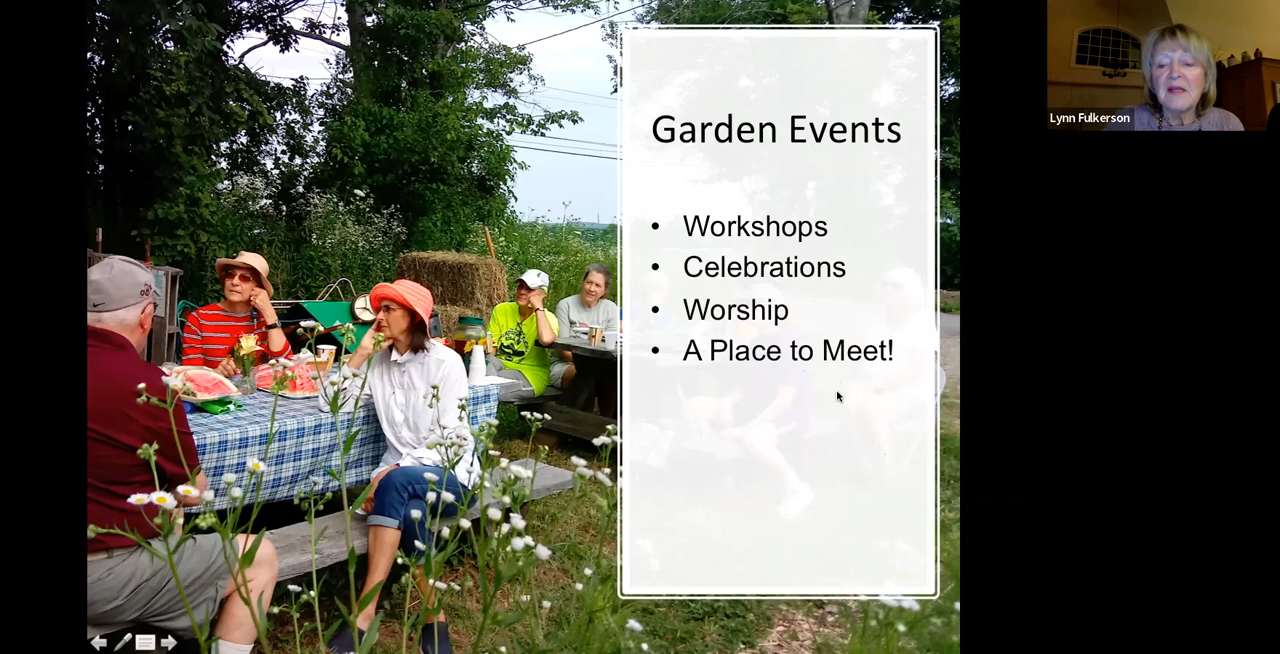 Garden Events
• Workshops
• Celebrations
• Worship
• A Place to Meet!
Lynn Fulkerson